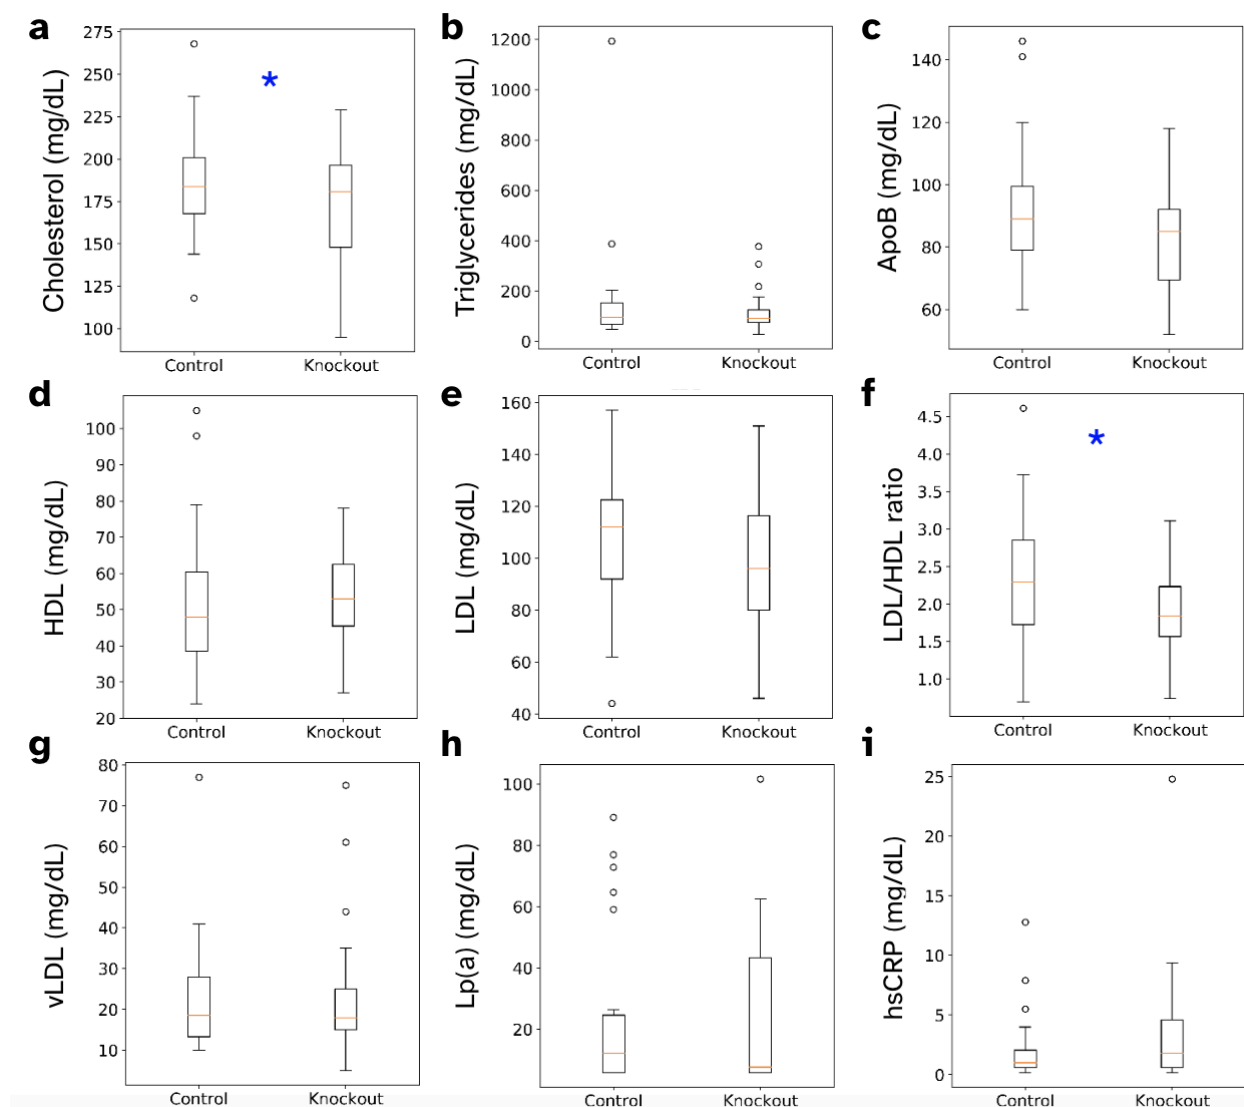 a
Cholesterol (mg/dL)
275
250
225
200
175
150
125
100
*
Control Knockout
b
Triglycerides (mg/dL)
1200
1000
800
600
400
200
0
Control Knockout
c
ApoB (mg/dL)
140
120
100
80
60
Control Knockout
d
HDL (mg/dL)
100
90
80
70
60
50
40
30
20
Control Knockout
e
LDL (mg/dL)
160
140
120
100
80
60
40
Control Knockout
f
LDL/HDL ratio
4.5
4.0
3.5
3.0
2.5
2.0
1.5
1.0
*
Control Knockout
g
vLDL (mg/dL)
80
70
60
50
40
30
20
10
Control Knockout
h
Lp(a) (mg/dL)
100
80
60
40
20
Control Knockout
i
hsCRP (mg/dL)
25
20
15
10
5
0
Control Knockout